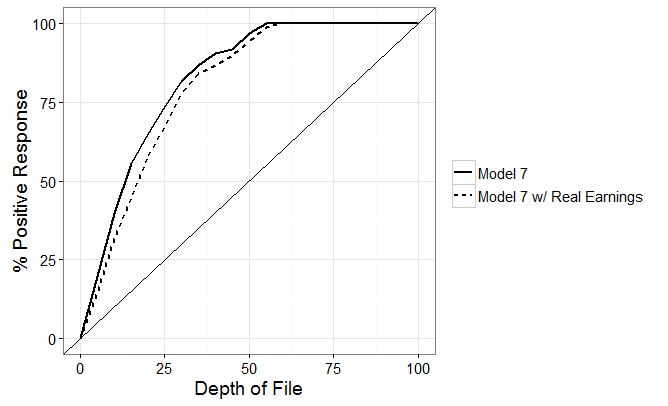 100
75
50
25
0
% Positive Response
0 25 50 75 100
Depth of File
Model 7
Model 7 w/ Real Earnings